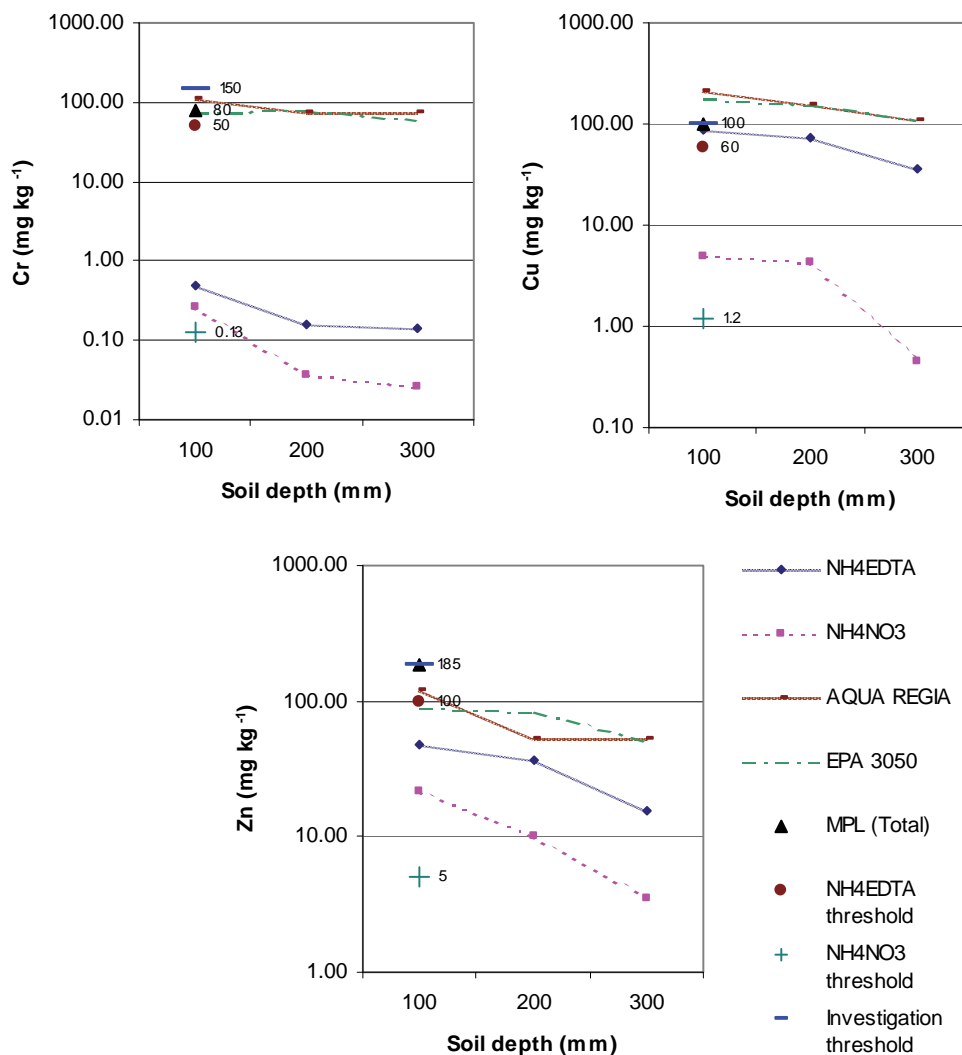 1000.00
100.00
10.00
1.00
0.10
0.01
Cr (mg kg -1)
150
80
50
0.13
100 200 300
Soil depth (mm)
1000.00
100.00
10.00
1.00
0.10
Cu (mg kg -1)
100
60
1.2
100 200 300
Soil depth (mm)
1000.00
100.00
10.00
1.00
Zn (mg kg -1)
185
100
5
100 200 300
Soil depth (mm)
NH4EDTA
NH4NO3
AQUA REGIA
EPA 3050
MPL (Total)
NH4EDTA
threshold
NH4NO3
threshold
Investigation
threshold